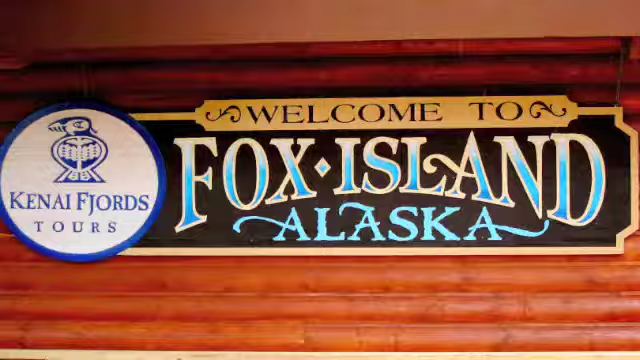 WELCOME TO
FOX·ISLAND
ALASKA
KENAI FJORDS
TOURS